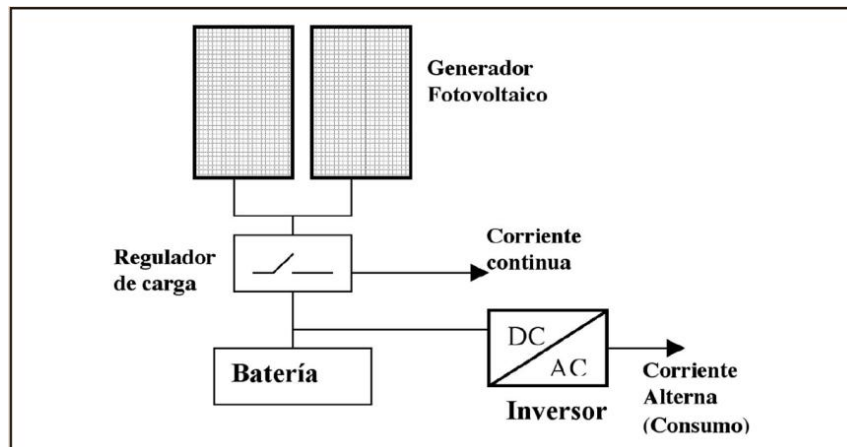 Generador
Fotovoltaico
Regulador
de carga
Corriente
continua
DC
AC
Batería
Inversor
Corriente
Alterna
(Consumo)